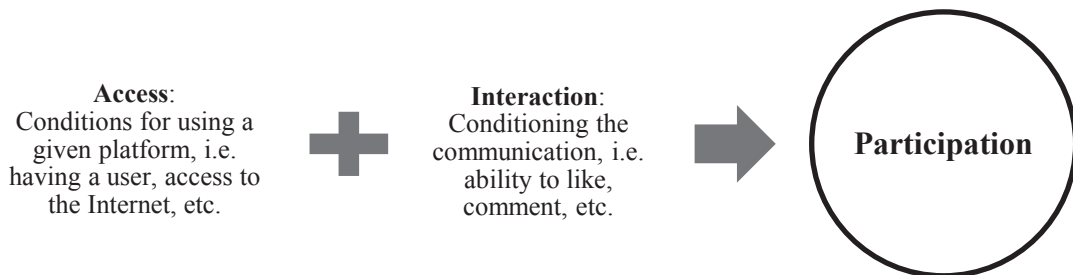 Access:
Conditions for using a
given platform, i.e.
having a user, access to
the Internet, etc.
Interaction:
Conditioning the
communication, i.e.
ability to like,
comment, etc.
Participation